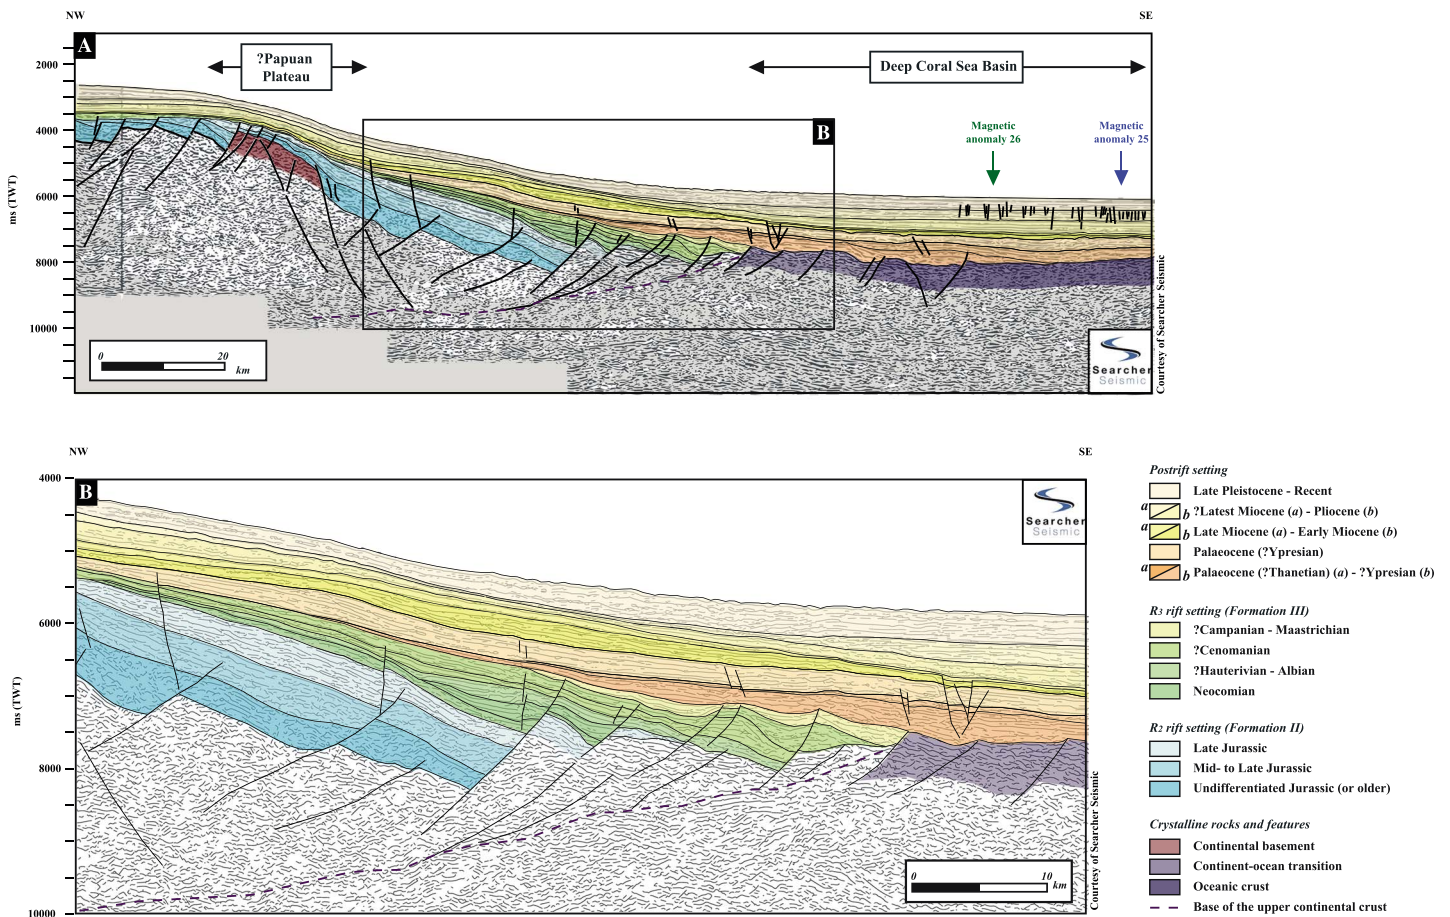 NW
SE
A
?Papuan
Plateau
Deep Coral Sea Basin
2000
4000
6000
8000
10000
ms (TWT)
B
Magnetic
anomaly 26
Magnetic
anomaly 25
0
20
km
Searcher
Seismic
Courtesy of Searcher Seismic
NW
SE
B
4000
6000
8000
10000
ms (TWT)
Searcher
Seismic
0
10
km
Courtesy of Searcher Seismic
Postrift setting
Late Pleistocene - Recent
a b ?Latest Miocene (a) - Pliocene (b)
a b Late Miocene (a) - Early Miocene (b)
Palaeocene (?Ypresian)
a b Palaeocene (?Thanetian) (a) - ?Ypresian (b)
R3 rift setting (Formation III)
?Campanian - Maastrichian
?Cenomanian
?Hauterivian - Albian
Neocomian
R2 rift setting (Formation II)
Late Jurassic
Mid- to Late Jurassic
Undifferentiated Jurassic (or older)
Crystalline rocks and features
Continental basement
Continent-ocean transition
Oceanic crust
Base of the upper continental crust